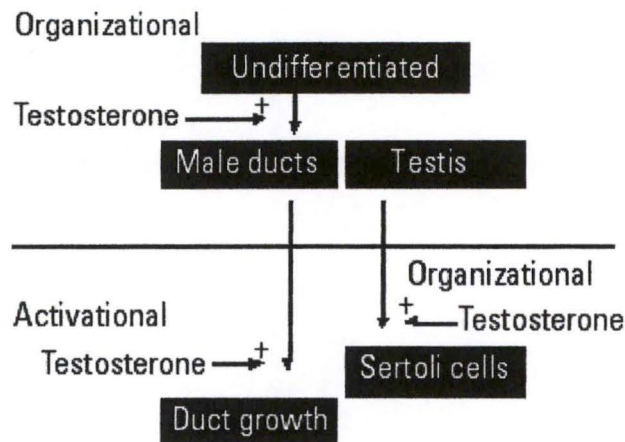 Organizational
Undifferentiated
Testosterone +
Male ducts Testis
Organizational
Activational + Testosterone
Testosterone +
Sertoli cells
Duct growth